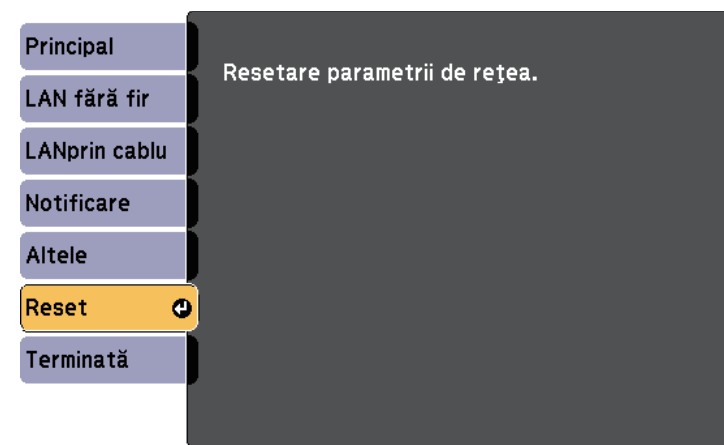 Principal
Resetare parametrii de rețea.
LAN fără fir
LANprin cablu
Notificare
Altele
Reset
Terminată